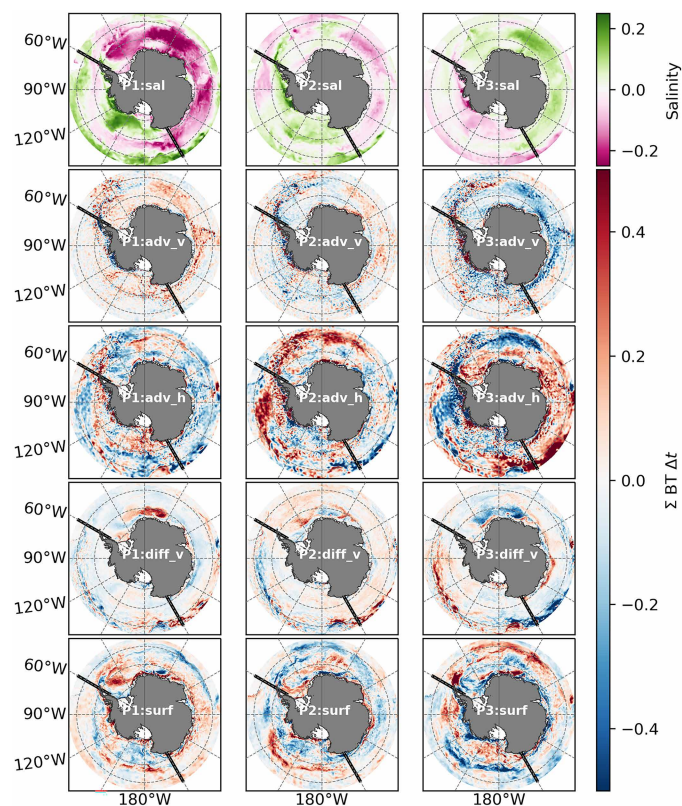 60°W
90°W
120°W
P1:sal
P2:sal
P3:sal
0.2
0.0
−0.2
Salinity
60°W
90°W
120°W
P1:adv_v
P2:adv_v
P3:adv_v
60°W
90°W
120°W
P1:adv_h
P2:adv_h
P3:adv_h
60°W
90°W
120°W
P1:diff_v
P2:diff_v
P3:diff_v
60°W
90°W
120°W
P1:surf
P2:surf
P3:surf
180°W
180°W
180°W
0.4
0.2
0.0
−0.2
−0.4
Σ BT Δt